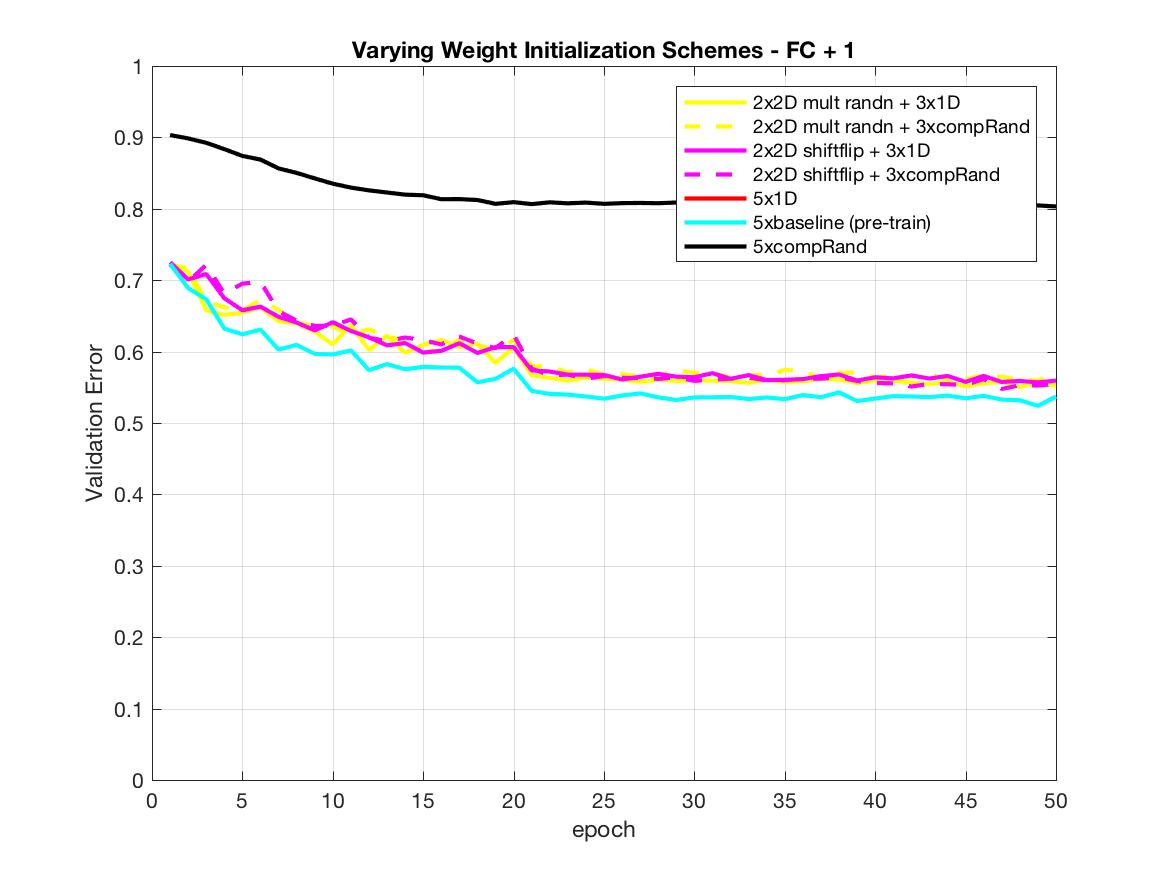 Varying Weight Initialization Schemes - FC + 1
1
0.9
0.8
0.7
0.6
0.5
0.4
0.3
0.2
0.1
0
Validation Error
2x2D mult randn + 3x1D
2x2D mult randn + 3xcompRand
2x2D shiftflip + 3x1D
2x2D shiftflip + 3xcompRand
5x1D
5xbaseline (pre-train)
5xcompRand
0 5 10 15 20 25 30 35 40 45 50
epoch